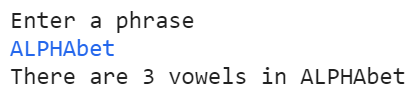 Enter a phrase
ALPHAbet
There are 3 vowels in ALPHAbet